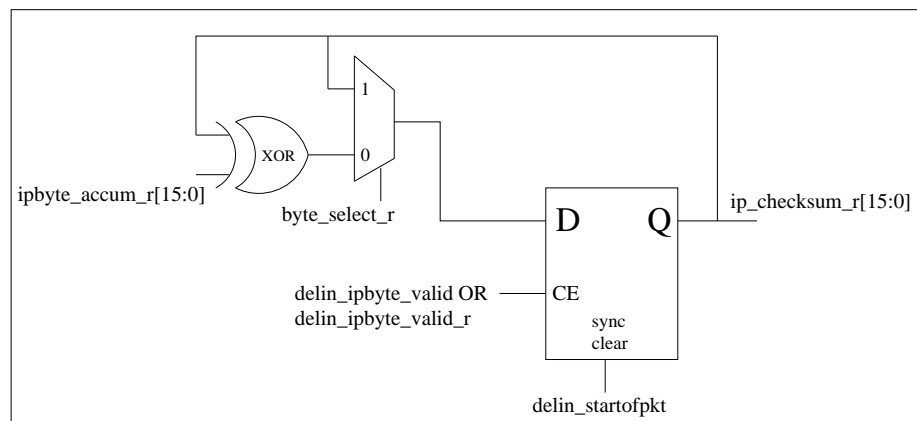 1
XOR
0
ipbyte_accum_r[15:0]
byte_select_r
D
Q
ip_checksum_r[15:0]
delin_ipbyte_valid OR
delin_ipbyte_valid_r
CE
sync
clear
delin_startofpkt